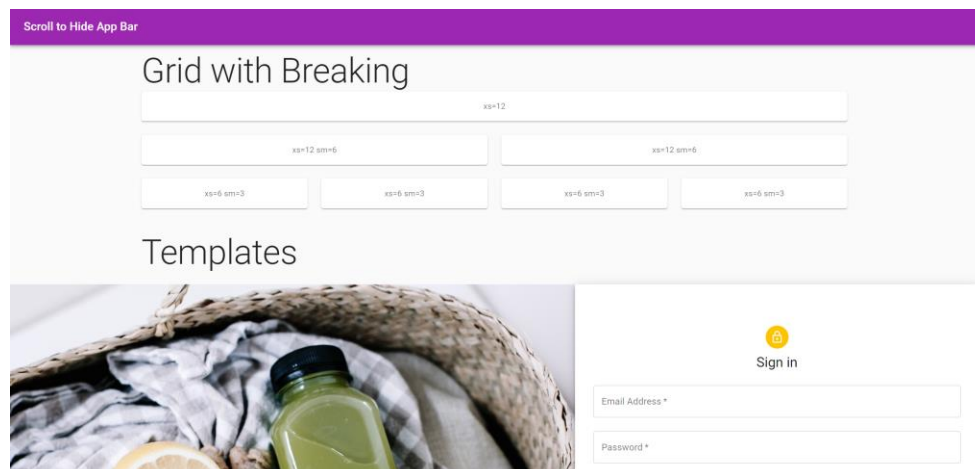 Scroll to Hide App Bar
Grid with Breaking
xs=12
xs=12 sm=6 xs=12 sm=6
xs=6 sm=3 xs=6 sm=3 xs=6 sm=3 xs=6 sm=3
Templates
Sign in
Email Address *
Password *